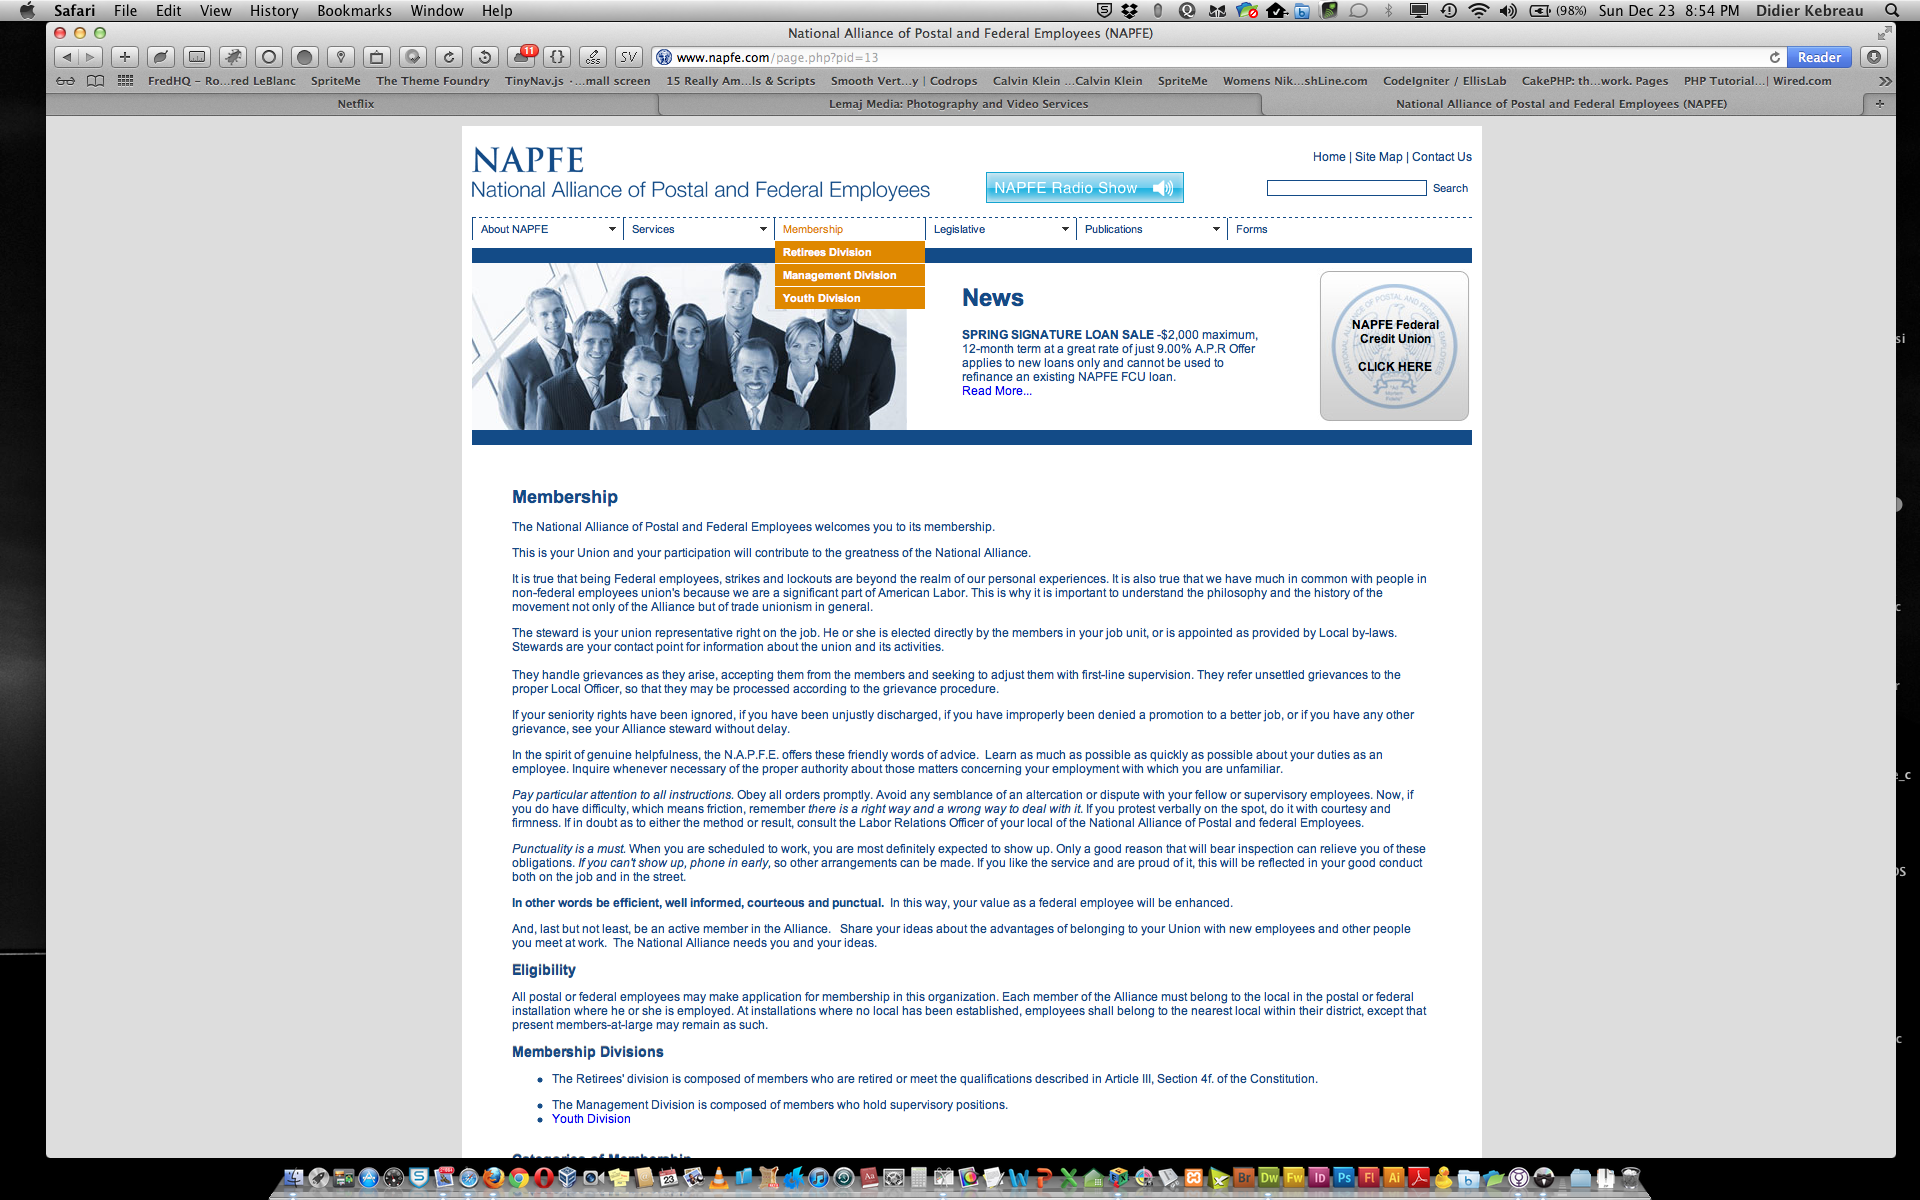 Safari File Edit View History Bookmarks Window Help (98%) Sun Dec 23 8:54 PM Didier Kebreau
National Alliance of Postal and Federal Employees (NAPFE)
11 {} css SV www.napfe.com/page.php?pid=13 Reader
FredHQ – Ro...red LeBlanc SpriteMe The Theme Foundry TinyNav.js · ...mall screen 15 Really Am...ls & Scripts Smooth Vert...y | Codrops Calvin Klein ...Calvin Klein SpriteMe Womens Nik...shLine.com CodeIgniter / EllisLab CakePHP: th...work. Pages PHP Tutorial...| Wired.com
Netflix Lemaj Media: Photography and Video Services National Alliance of Postal and Federal Employees (NAPFE)
NAPFE
National Alliance of Postal and Federal Employees
NAPFE Radio Show
Home | Site Map | Contact Us
Search
About NAPFE Services Membership Legislative Publications Forms
Retirees Division
Management Division
Youth Division
News
SPRING SIGNATURE LOAN SALE -$2,000 maximum,
12-month term at a great rate of just 9.00% A.P.R Offer
applies to new loans only and cannot be used to
refinance an existing NAPFE FCU loan.
Read More...
NAPFE Federal
Credit Union
CLICK HERE
Membership
The National Alliance of Postal and Federal Employees welcomes you to its membership.
This is your Union and your participation will contribute to the greatness of the National Alliance.
It is true that being Federal employees, strikes and lockouts are beyond the realm of our personal experiences. It is also true that we have much in common with people in
non-federal employees union's because we are a significant part of American Labor. This is why it is important to understand the philosophy and the history of the
movement not only of the Alliance but of trade unionism in general.
The steward is your union representative right on the job. He or she is elected directly by the members in your job unit, or is appointed as provided by Local by-laws.
Stewards are your contact point for information about the union and its activities.
They handle grievances as they arise, accepting them from the members and seeking to adjust them with first-line supervision. They refer unsettled grievances to the
proper Local Officer, so that they may be processed according to the grievance procedure.
If your seniority rights have been ignored, if you have been unjustly discharged, if you have improperly been denied a promotion to a better job, or if you have any other
grievance, see your Alliance steward without delay.
In the spirit of genuine helpfulness, the N.A.P.F.E. offers these friendly words of advice. Learn as much as possible as quickly as possible about your duties as an
employee. Inquire whenever necessary of the proper authority about those matters concerning your employment with which you are unfamiliar.
Pay particular attention to all instructions. Obey all orders promptly. Avoid any semblance of an altercation or dispute with your fellow or supervisory employees. Now, if
you do have difficulty, which means friction, remember there is a right way and a wrong way to deal with it. If you protest verbally on the spot, do it with courtesy and
firmness. If in doubt as to either the method or result, consult the Labor Relations Officer of your local of the National Alliance of Postal and federal Employees.
Punctuality is a must. When you are scheduled to work, you are most definitely expected to show up. Only a good reason that will bear inspection can relieve you of these
obligations. If you can't show up, phone in early, so other arrangements can be made. If you like the service and are proud of it, this will be reflected in your good conduct
both on the job and in the street.
In other words be efficient, well informed, courteous and punctual. In this way, your value as a federal employee will be enhanced.
And, last but not least, be an active member in the Alliance. Share your ideas about the advantages of belonging to your Union with new employees and other people
you meet at work. The National Alliance needs you and your ideas.
Eligibility
All postal or federal employees may make application for membership in this organization. Each member of the Alliance must belong to the local in the postal or federal
installation where he or she is employed. At installations where no local has been established, employees shall belong to the nearest local within their district, except that
present members-at-large may remain as such.
Membership Divisions
• The Retirees' division is composed of members who are retired or meet the qualifications described in Article III, Section 4f. of the Constitution.
• The Management Division is composed of members who hold supervisory positions.
• Youth Division
Categories of Membership
23 Br Dw Fw Id Ps Fl Ai